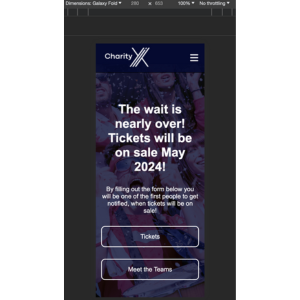 Dimensions: Galaxy Fold 280 x 653 100% No throttling
Charity X
The wait is
nearly over!
Tickets will be
on sale May
2024!
By filling out the form below you
will be one of the first people to get
notified, when tickets will be on
sale!
Tickets
Meet the Teams